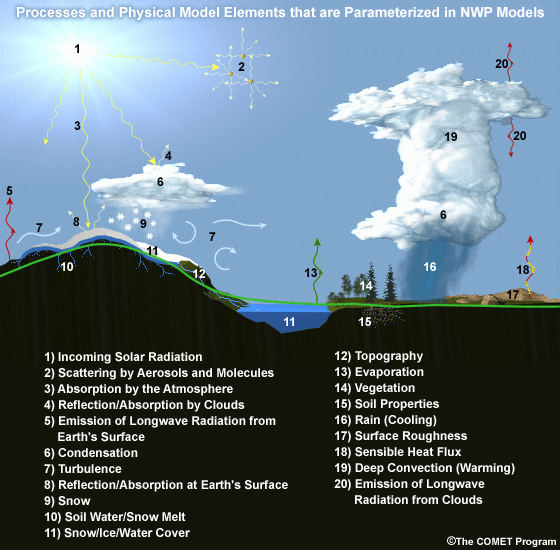 Processes and Physical Model Elements that are Parameterized in NWP Models
1
2
20
3
19
20
4
6
5
8
9
6
7
7
11
10
12
13
14
16
18
17
11
15
1) Incoming Solar Radiation
2) Scattering by Aerosols and Molecules
3) Absorption by the Atmosphere
4) Reflection/Absorption by Clouds
5) Emission of Longwave Radiation from
Earth's Surface
6) Condensation
7) Turbulence
8) Reflection/Absorption at Earth's Surface
9) Snow
10) Soil Water/Snow Melt
11) Snow/Ice/Water Cover
12) Topography
13) Evaporation
14) Vegetation
15) Soil Properties
16) Rain (Cooling)
17) Surface Roughness
18) Sensible Heat Flux
19) Deep Convection (Warming)
20) Emission of Longwave
Radiation from Clouds
©The COMET Program